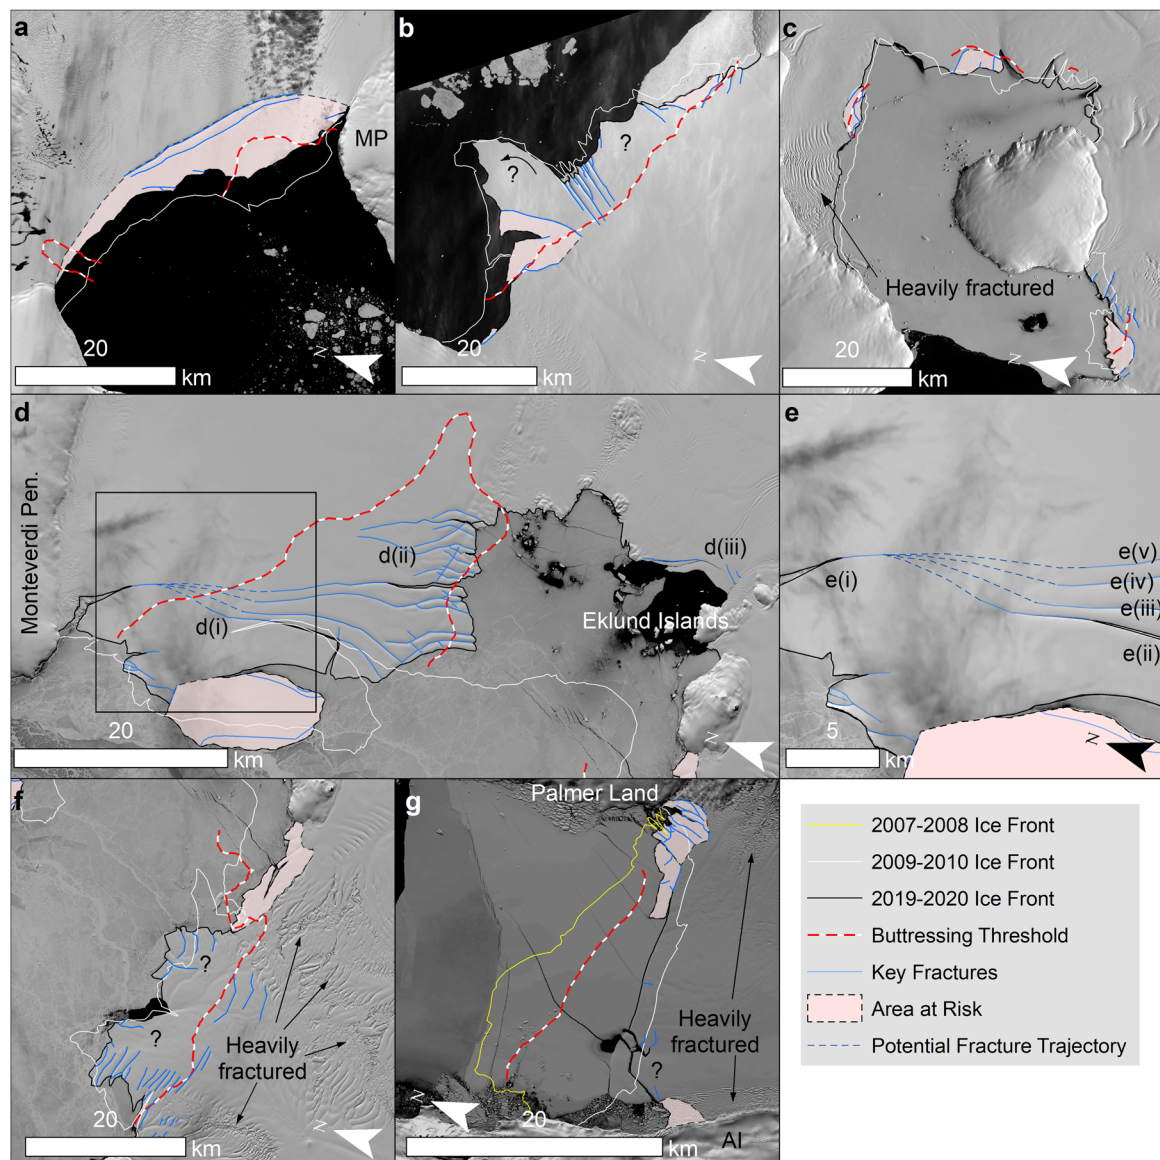 a
MP
20
km
N
b
?
?
20
km
N
c
Heavily fractured
20
km
N
d
Monteverdi Pen.
d(i)
d(ii)
d(iii)
Eklund Islands
20
km
N
e
e(i)
e(v)
e(iv)
e(iii)
e(ii)
5
km
N
f
?
?
Heavily
fractured
20
km
N
g
Palmer Land
Heavily
fractured
?
N
20
km
AI
2007-2008 Ice Front
2009-2010 Ice Front
2019-2020 Ice Front
Buttressing Threshold
Key Fractures
Area at Risk
Potential Fracture Trajectory